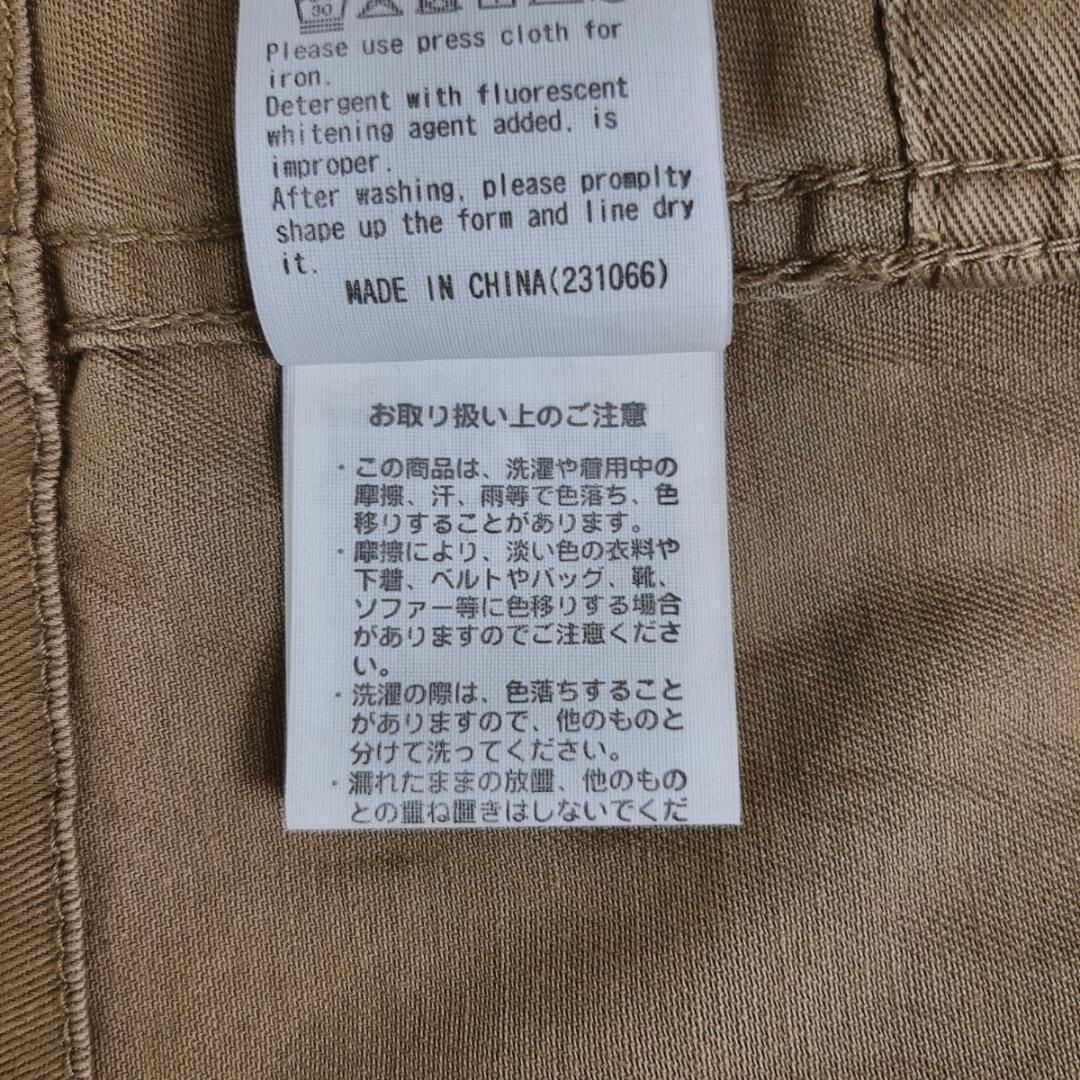 30
Please use press cloth for
iron.
Detergent with fluorescent
whitening agent added, is
improper.
After washing, please promplty
shape up the form and line dry
it.
MADE IN CHINA(231066)
お取り扱い上のご注意
・この商品は、洗濯や着用中の
摩擦、汗、雨等で色落ち、色
移りすることがあります。
・摩擦により、淡い色の衣料や
下着、ベルトやバッグ、靴、
ソファー等に色移りする場合
がありますのでご注意くださ
い。
・洗濯の際は、色落ちすること
がありますので、他のものと
分けて洗ってください。
・濡れたままの放置、他のもの
との重ね置きはしないでくだ